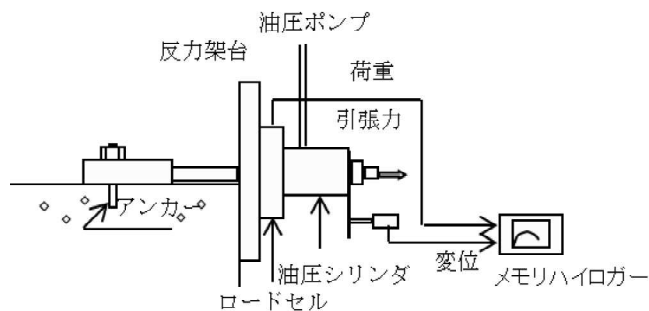 油圧ポンプ
反力架台
荷重
引張力
アンカー
変位
油圧シリンダ
メモリハイロガー
ロードセル